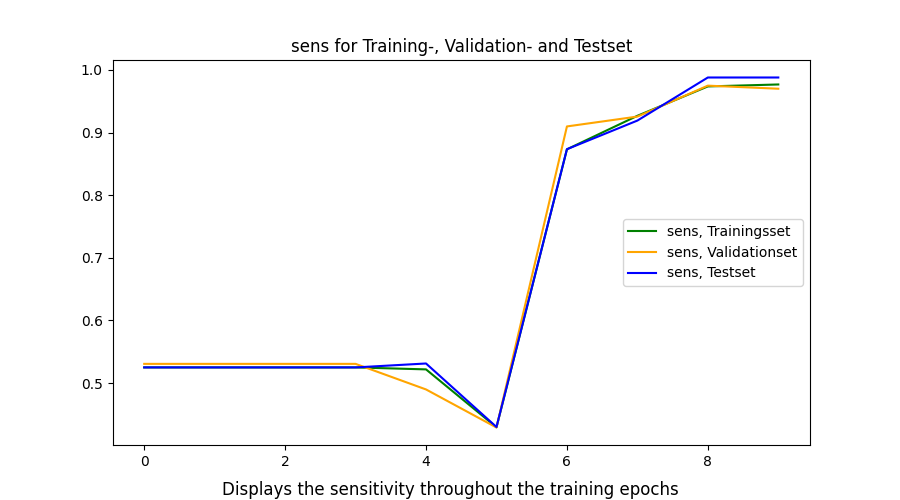 sens for Training-, Validation- and Testset
1.0
0.9
0.8
0.7
0.6
0.5
sens, Trainingsset
sens, Validationset
sens, Testset
0 2 4 6 8
Displays the sensitivity throughout the training epochs